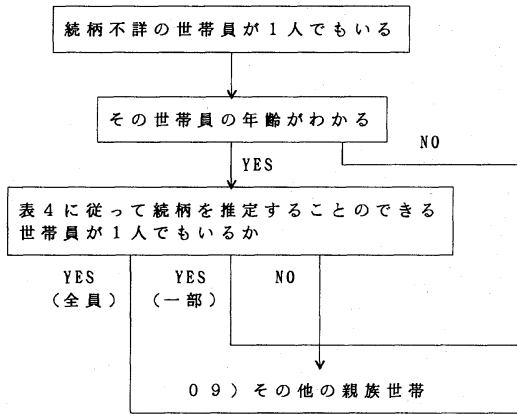 続柄不詳の世帯員が1人でもいる
その世帯員の年齢がわかる
NO
YES
表4に従って続柄を推定することのできる
世帯員が1人でもいるか
YES YES NO
(全員) (一部)
09)その他の親族世帯